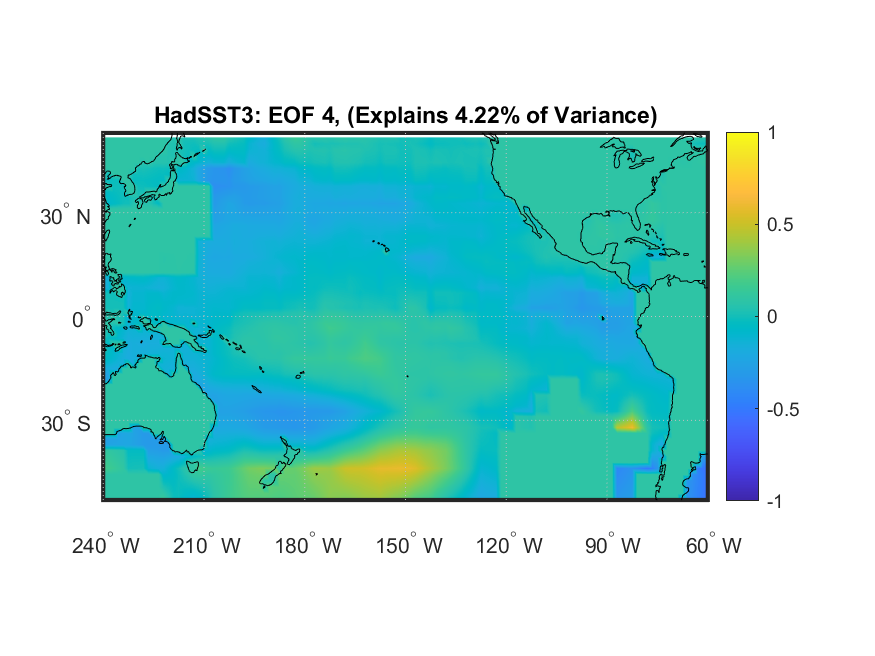 HadSST3: EOF 4, (Explains 4.22% of Variance)
1
0.5
0
-0.5
-1
30° N
0°
30° S
240° W 210° W 180° W 150° W 120° W 90° W 60° W